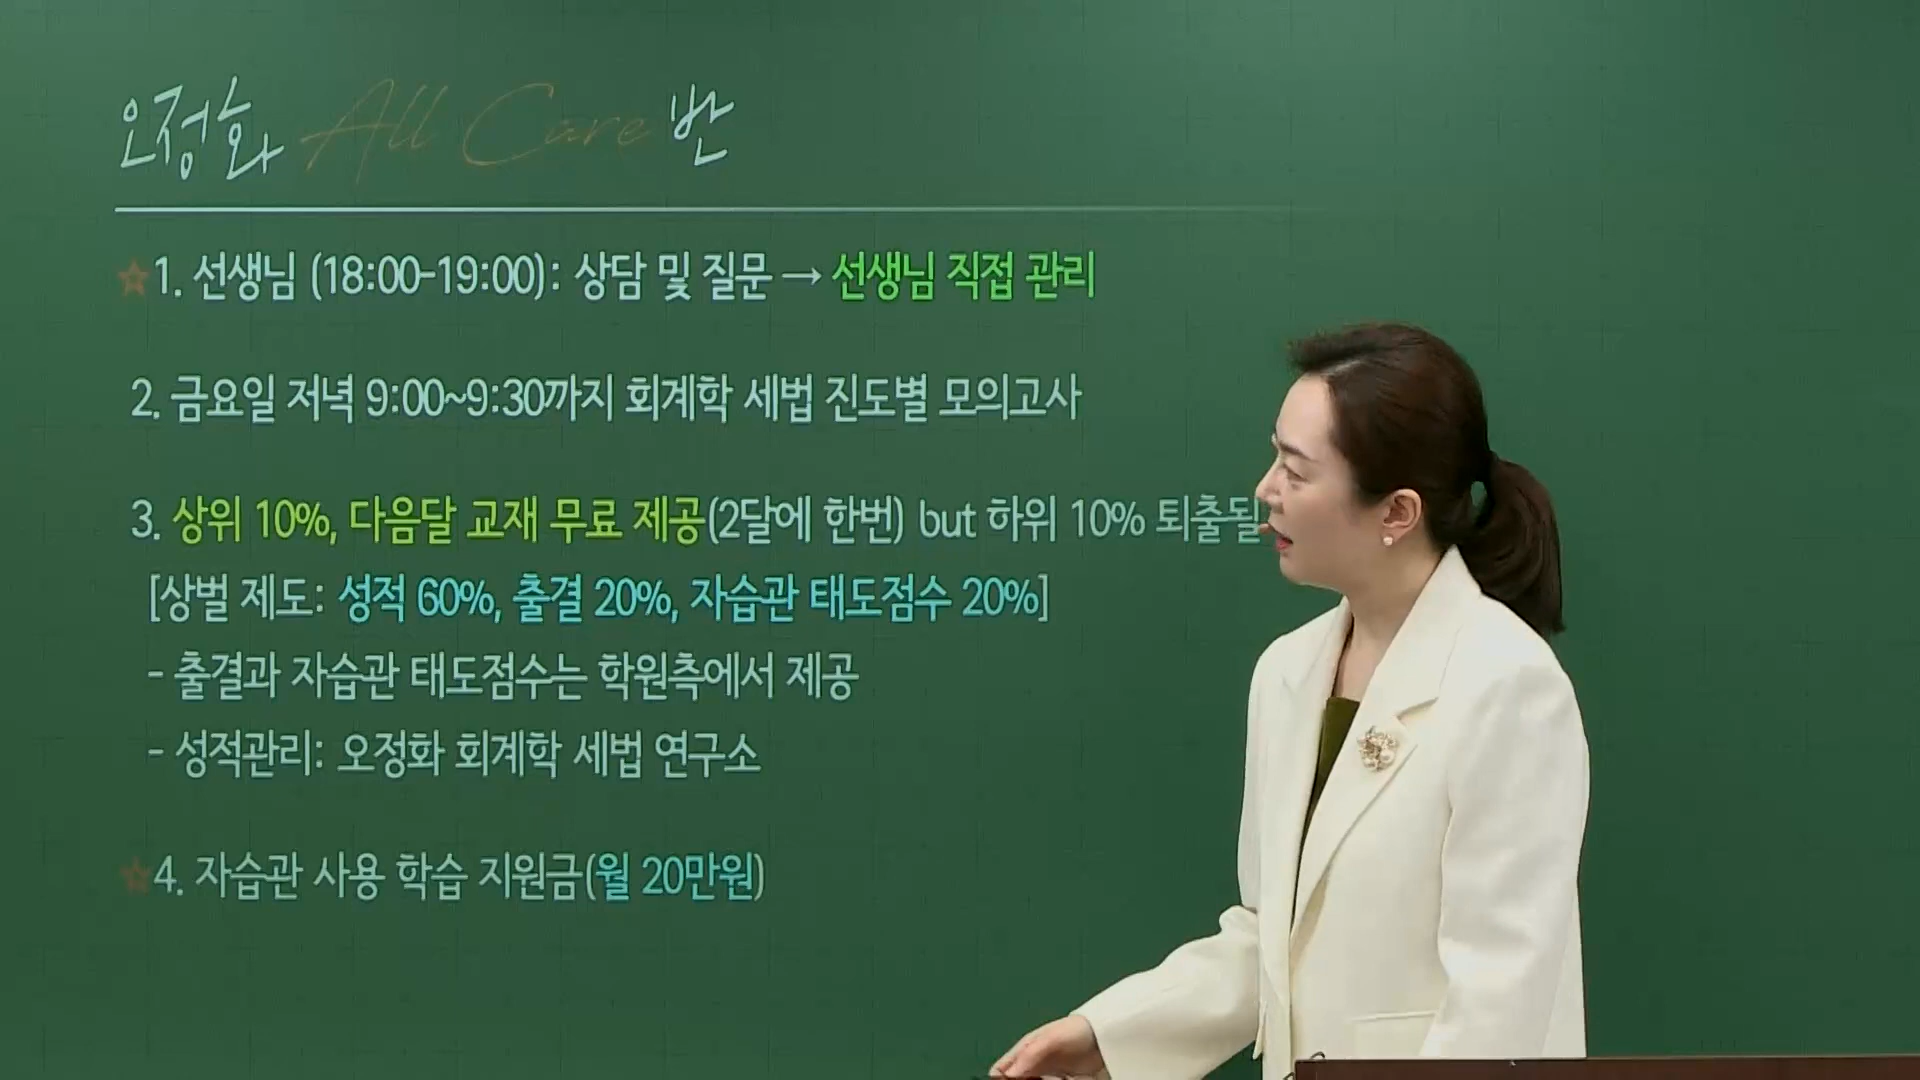 오정화 All Care 반
☆1. 선생님 (18:00-19:00): 상담 및 질문 → 선생님 직접 관리
2. 금요일 저녁 9:00~9:30까지 회계학 세법 진도별 모의고사
3. 상위 10%, 다음달 교재 무료 제공(2달에 한번) but 하위 10% 퇴출될
[상벌 제도: 성적 60%, 출결 20%, 자습관 태도점수 20%]
- 출결과 자습관 태도점수는 학원측에서 제공
- 성적관리: 오정화 회계학 세법 연구소
☆4. 자습관 사용 학습 지원금(월 20만원)